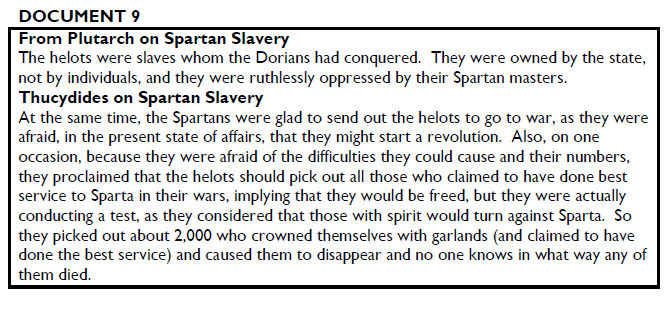 DOCUMENT 9
From Plutarch on Spartan Slavery
The helots were slaves whom the Dorians had conquered.  They were owned by the state,
not by individuals, and they were ruthlessly oppressed by their Spartan masters.
Thucydides on Spartan Slavery
At the same time, the Spartans were glad to send out the helots to go to war, as they were
afraid, in the present state of affairs, that they might start a revolution.  Also, on one
occasion, because they were afraid of the difficulties they could cause and their numbers,
they proclaimed that the helots should pick out all those who claimed to have done best
service to Sparta in their wars, implying that they would be freed, but they were actually
conducting a test, as they considered that those with spirit would turn against Sparta.  So
they picked out about 2,000 who crowned themselves with garlands (and claimed to have
done the best service) and caused them to disappear and no one knows in what way any of
them died.